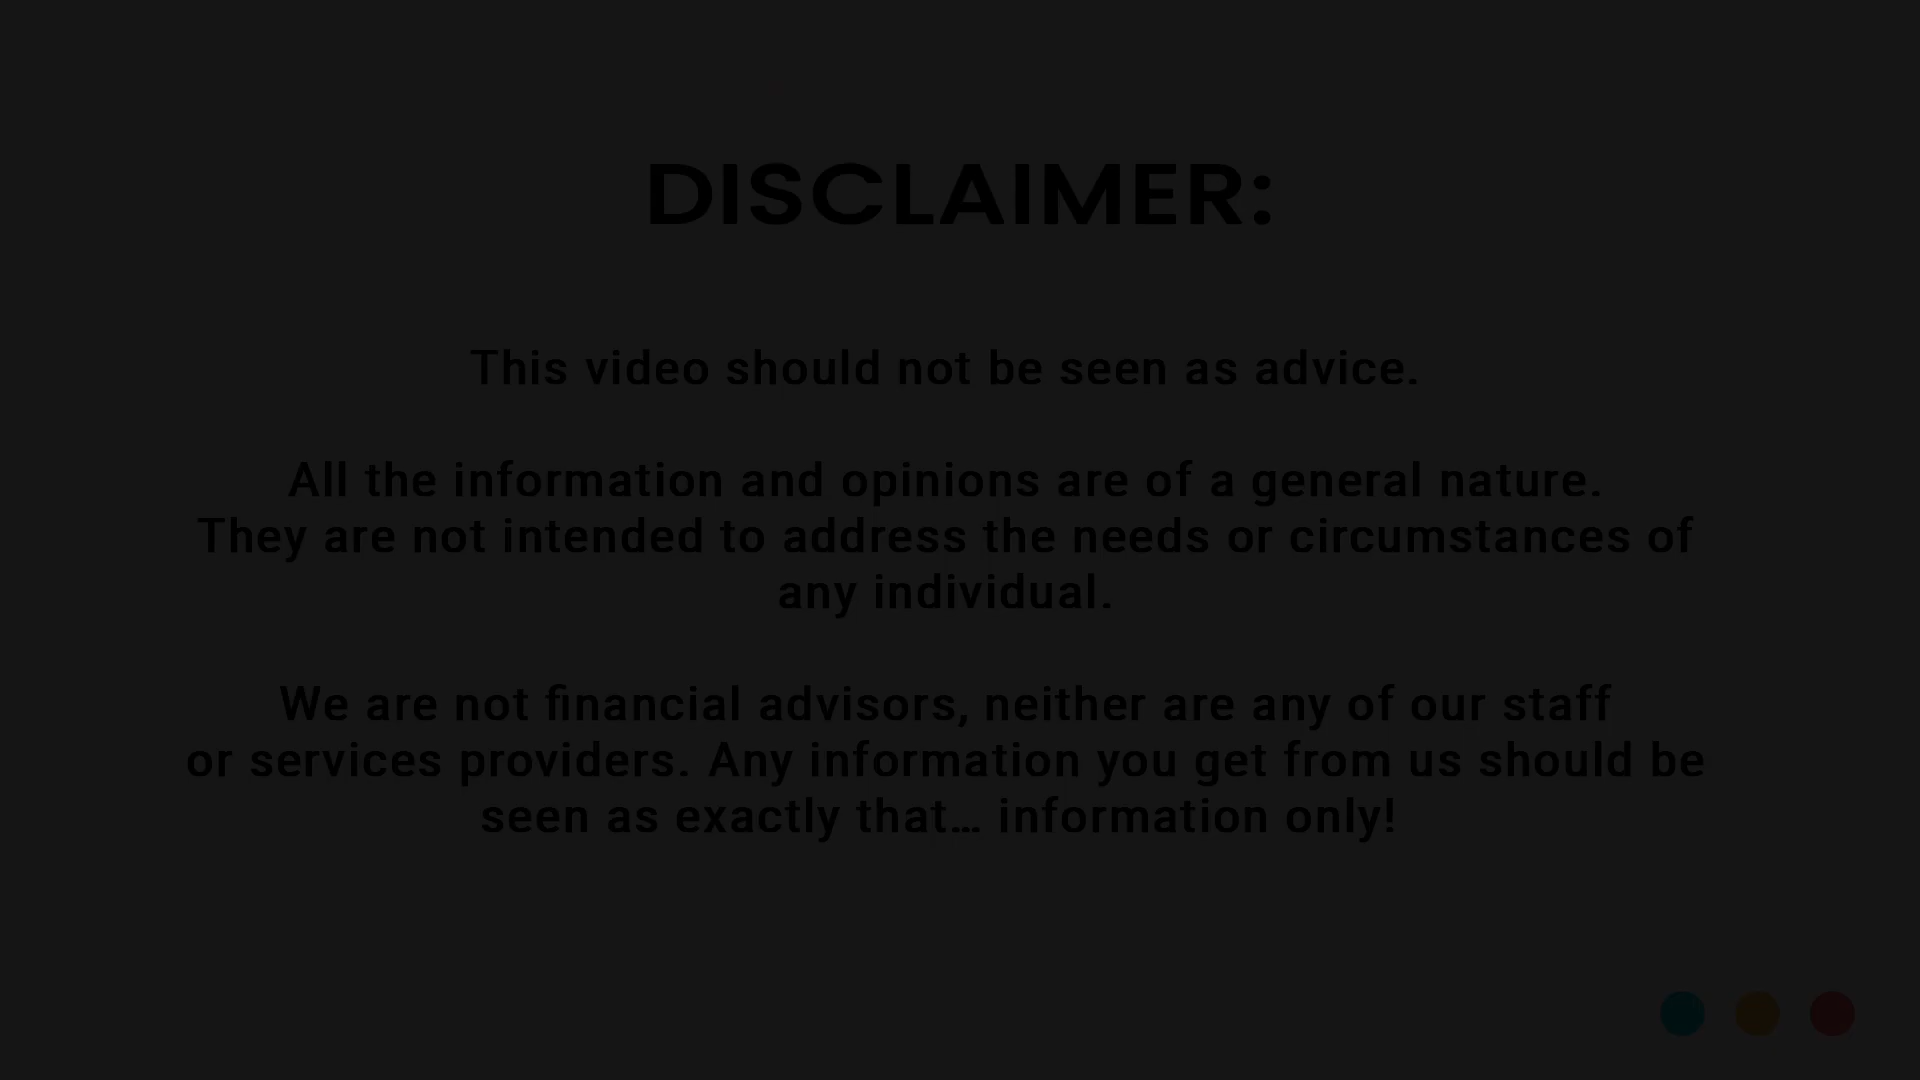 DISCLAIMER:
This video should not be seen as advice.
All the information and opinions are of a general nature.
They are not intended to address the needs or circumstances of
any individual.
We are not financial advisors, neither are any of our staff
or services providers. Any information you get from us should be
seen as exactly that... information only!